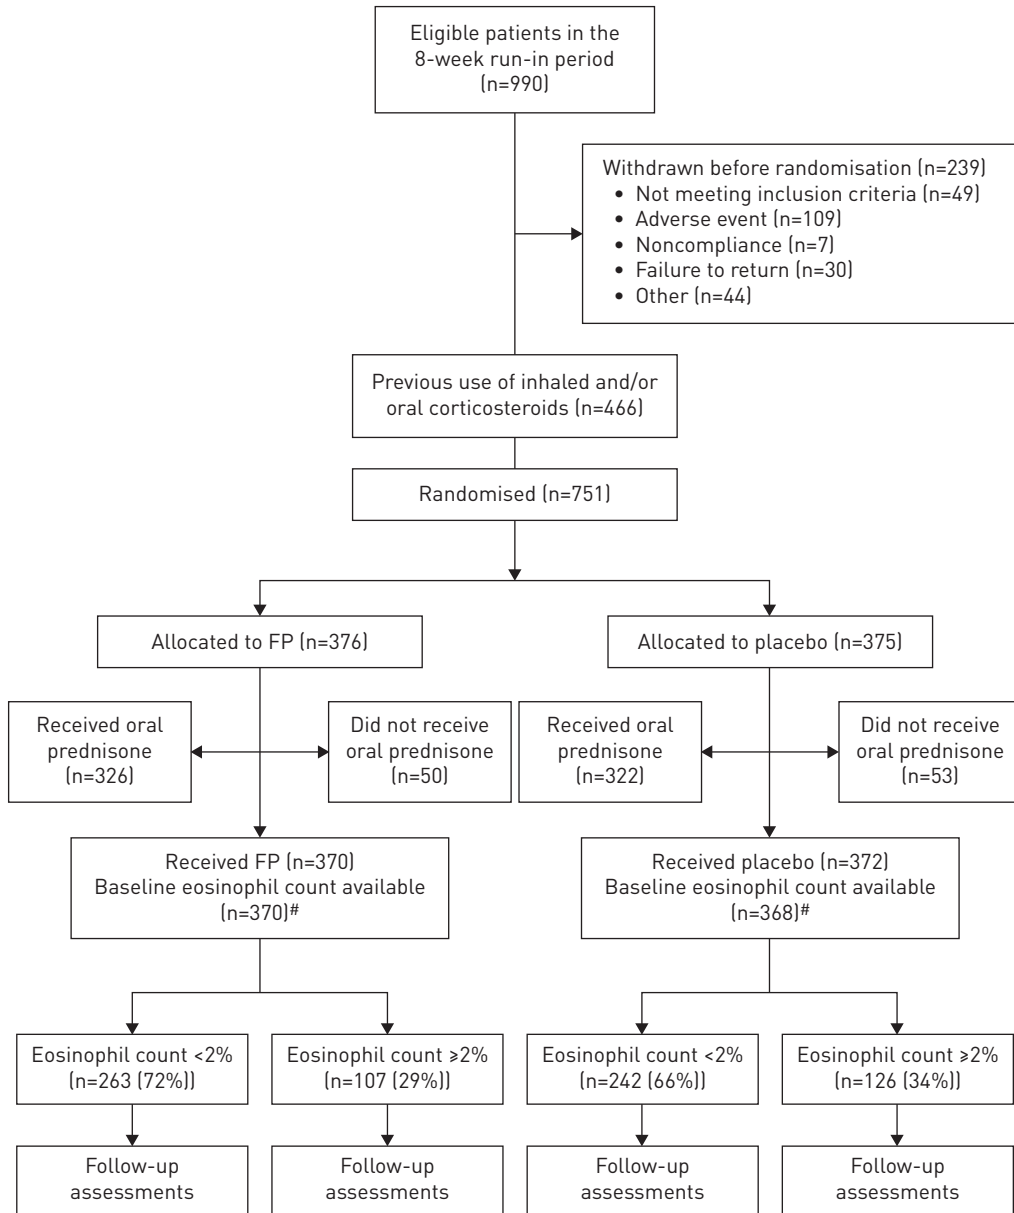 Eligible patients in the
8-week run-in period
(n=990)
Withdrawn before randomisation (n=239)
• Not meeting inclusion criteria (n=49)
• Adverse event (n=109)
• Noncompliance (n=7)
• Failure to return (n=30)
• Other (n=44)
Previous use of inhaled and/or
oral corticosteroids (n=466)
Randomised (n=751)
Allocated to FP (n=376)
Allocated to placebo (n=375)
Received oral
prednisone
(n=326)
Did not receive
oral prednisone
(n=50)
Received oral
prednisone
(n=322)
Did not receive
oral prednisone
(n=53)
Received FP (n=370)
Baseline eosinophil count available
(n=370)#
Received placebo (n=372)
Baseline eosinophil count available
(n=368)#
Eosinophil count <2%
(n=263 (72%))
Eosinophil count ⩾2%
(n=107 (29%))
Eosinophil count <2%
(n=242 (66%))
Eosinophil count ⩾2%
(n=126 (34%))
Follow-up
assessments
Follow-up
assessments
Follow-up
assessments
Follow-up
assessments